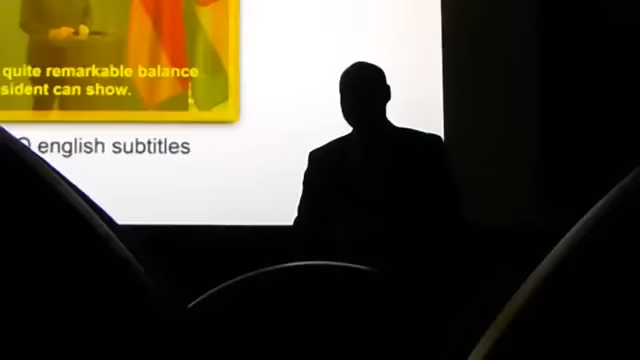 quite remarkable balance
sident can show.
english subtitles